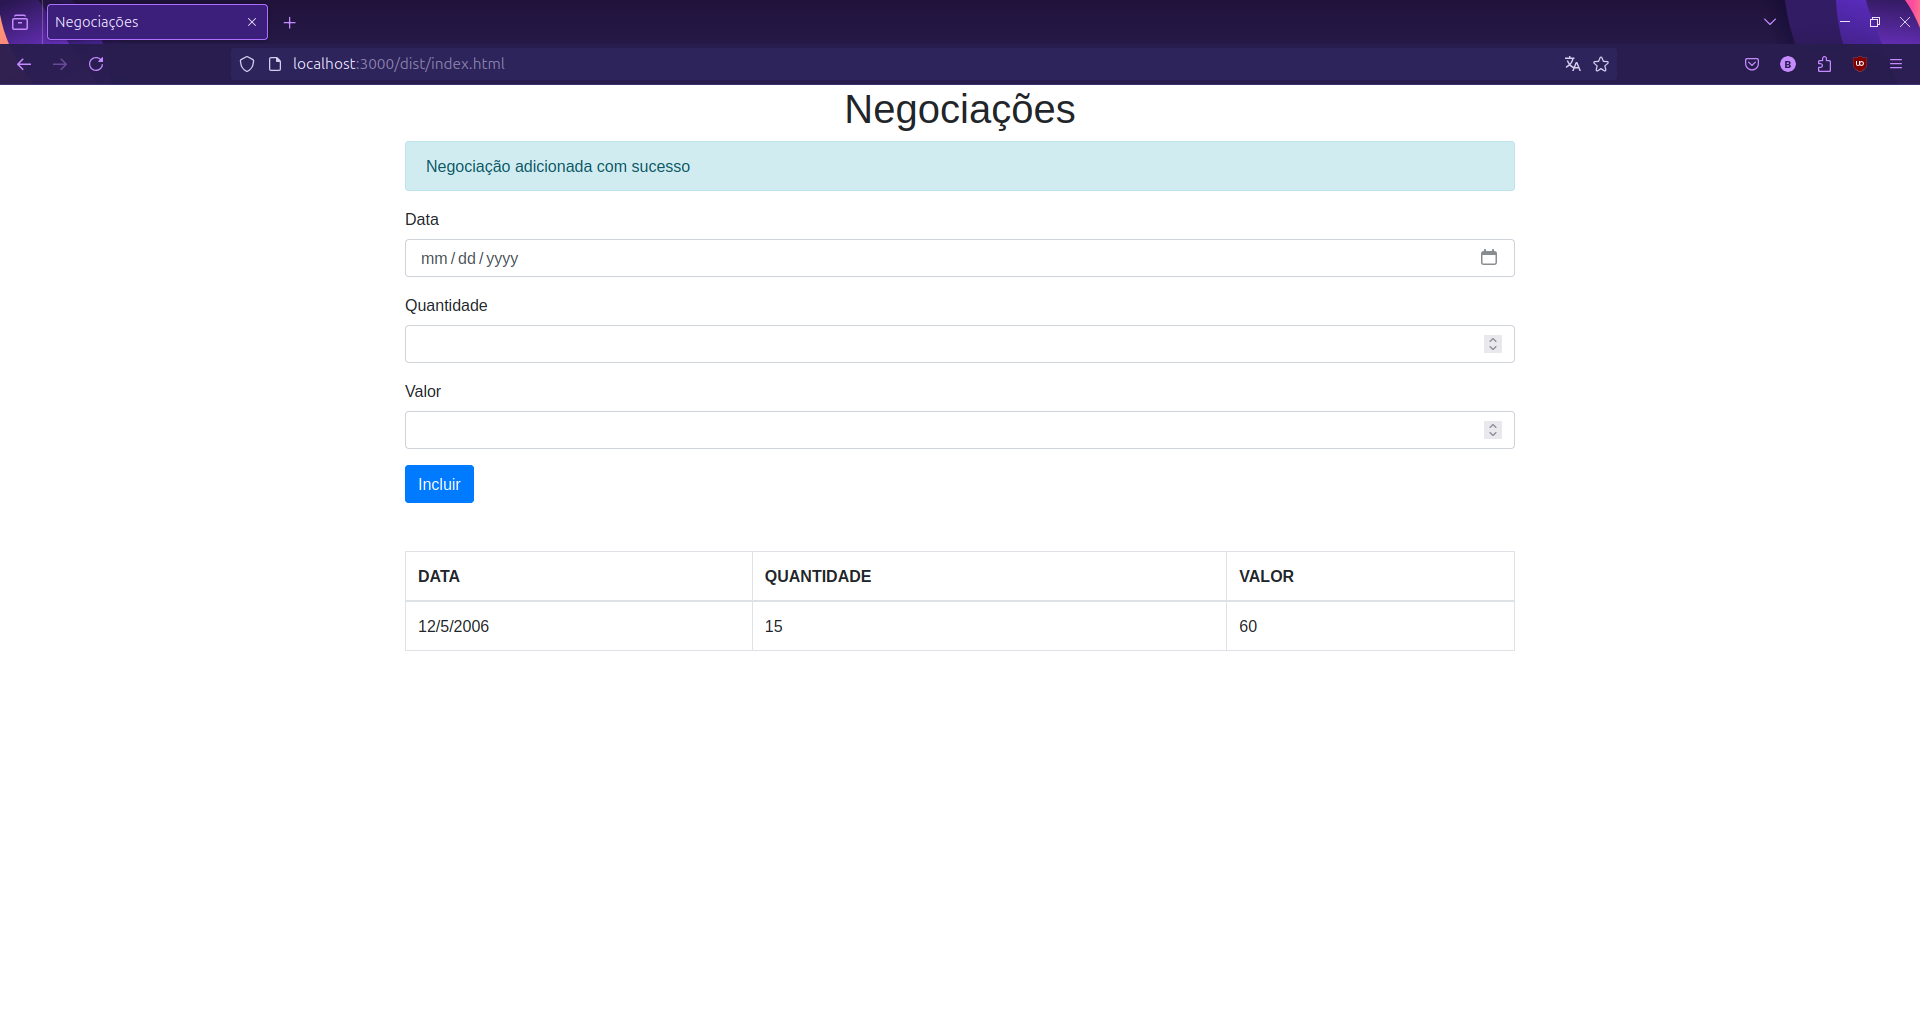 Negociações
localhost:3000/dist/index.html
Negociações
Negociação adicionada com sucesso
Data
mm/dd/yyyy
Quantidade
Valor
Incluir
DATA QUANTIDADE VALOR
12/5/2006 15 60